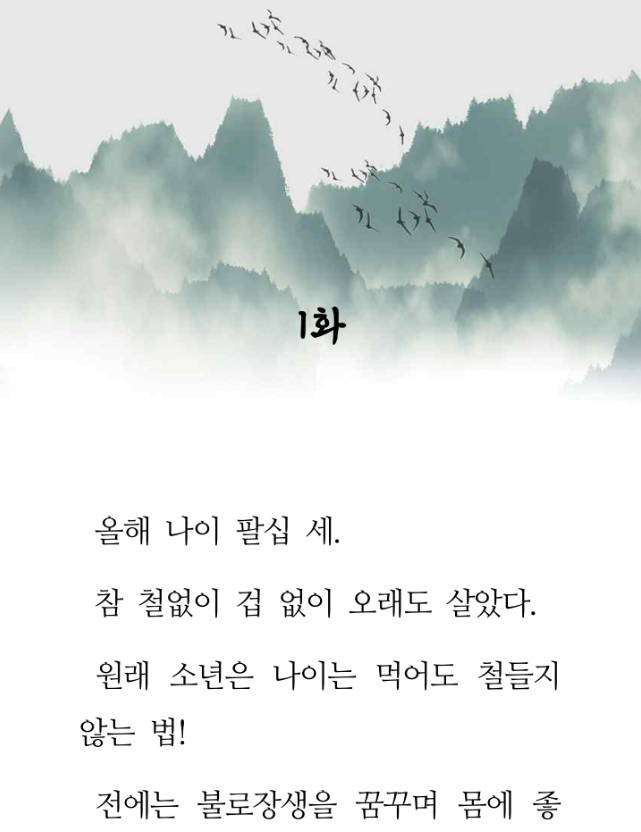 1화
올해 나이 팔십 세.
참 철없이 겁 없이 오래도 살았다.
원래 소년은 나이는 먹어도 철들지
않는 법!
전에는 불로장생을 꿈꾸며 몸에 좋